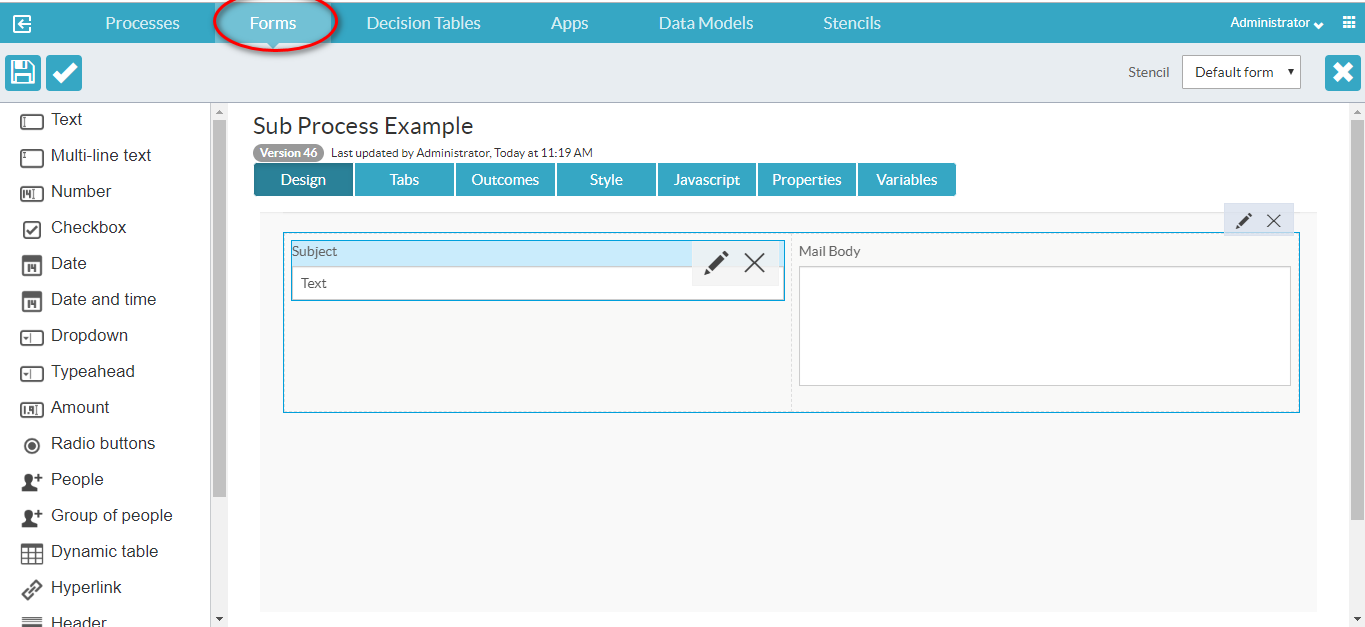 Processes Forms Decision Tables Apps Data Models Stencils Administrator
Stencil Default form
Text
Multi-line text
Number
Checkbox
Date
Date and time
Dropdown
Typeahead
Amount
Radio buttons
People
Group of people
Dynamic table
Hyperlink
Header
Sub Process Example
Version 46 Last updated by Administrator, Today at 11:19 AM
Design Tabs Outcomes Style Javascript Properties Variables
Subject
Text
Mail Body